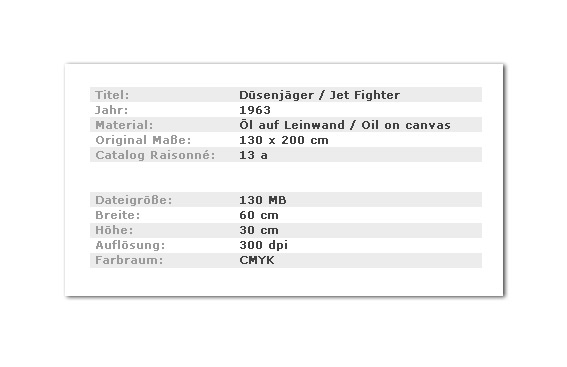 Titel: Düsenjäger / Jet Fighter
Jahr: 1963
Material: Öl auf Leinwand / Oil on canvas
Original Maße: 130 x 200 cm
Catalog Raisonné: 13 a
Dateigröße: 130 MB
Breite: 60 cm
Höhe: 30 cm
Auflösung: 300 dpi
Farbraum: CMYK